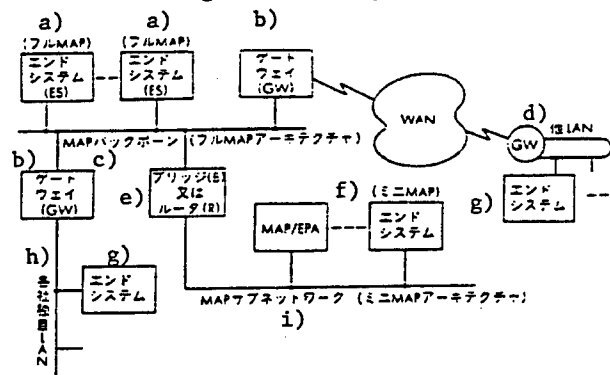 a)
a)
b)
(フルMAP)
(フルMAP)
エンド
システム
(ES)
エンド
システム
(ES)
ゲート
ウェイ
(GW)
WAN
d)
他LAN
GW
MAPバックボーン (フルMAPアーキテクチャ)
b)
c)
ゲート
ウェイ
(GW)
e)
ブリッジ(B)
又は
ルータ(R)
f)
(ミニMAP)
MAP/EPA
エンド
システム
g)
エンド
システム
h)
g)
エンド
システム
各社独自LAN
MAPサブネットワーク (ミニMAPアーキテクチャ)
i)